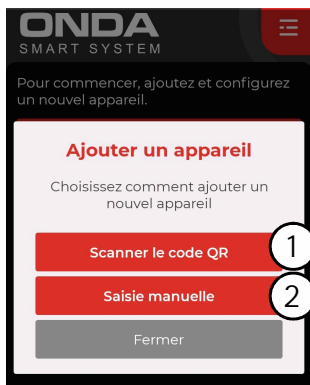 ONDA
SMART SYSTEM
Pour commencer, ajoutez et configurez
un nouvel appareil.
Ajouter un appareil
Choisissez comment ajouter un
nouvel appareil
Scanner le code QR
1
Saisie manuelle
2
Fermer